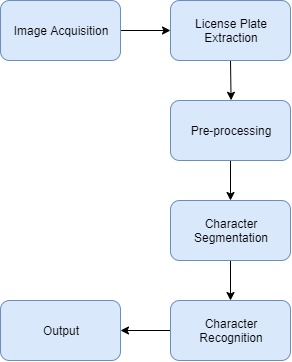 Image Acquisition
License Plate
Extraction
Pre-processing
Character
Segmentation
Character
Recognition
Output